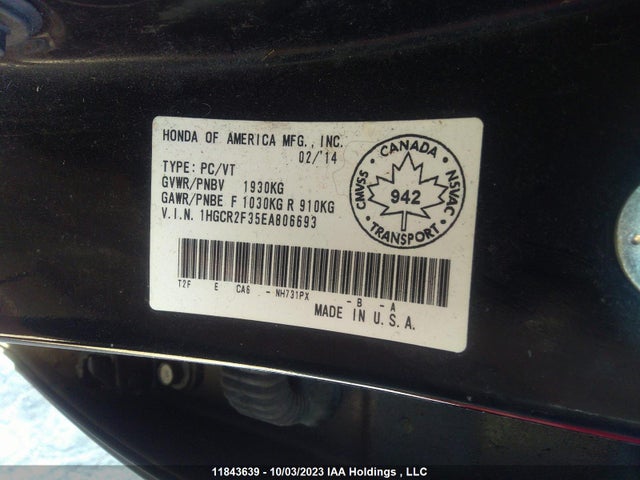 HONDA OF AMERICA MFG., INC.
02/'14
TYPE: PC/VT
GVWR/PNBV 1930KG
GAWR/PNBE F 1030KG R 910KG
V.I.N. 1HGCR2F35EA806693
CANADA
CMVSS
942
NSVAC
TRANSPORT
T2F E CA6 - NH731PX - B - A
MADE IN U.S.A.
11843639 - 10/03/2023 IAA Holdings , LLC